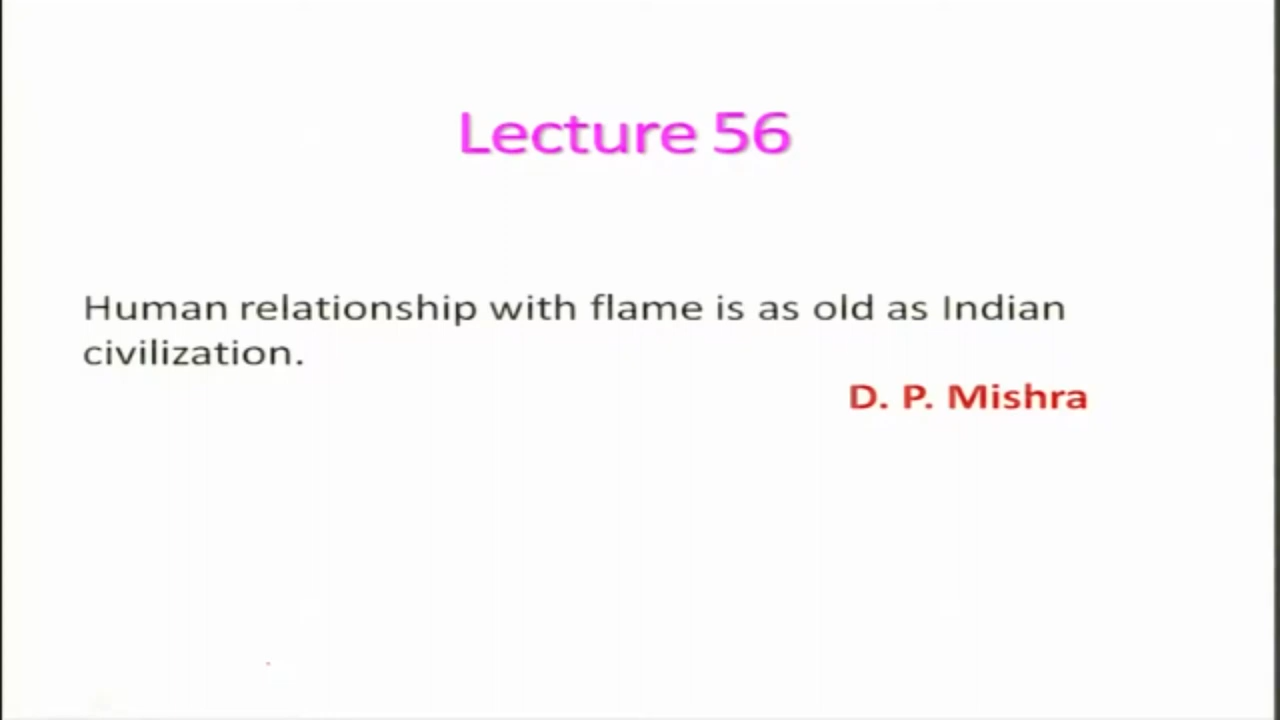 Lecture 56
Human relationship with flame is as old as Indian
civilization.
D. P. Mishra